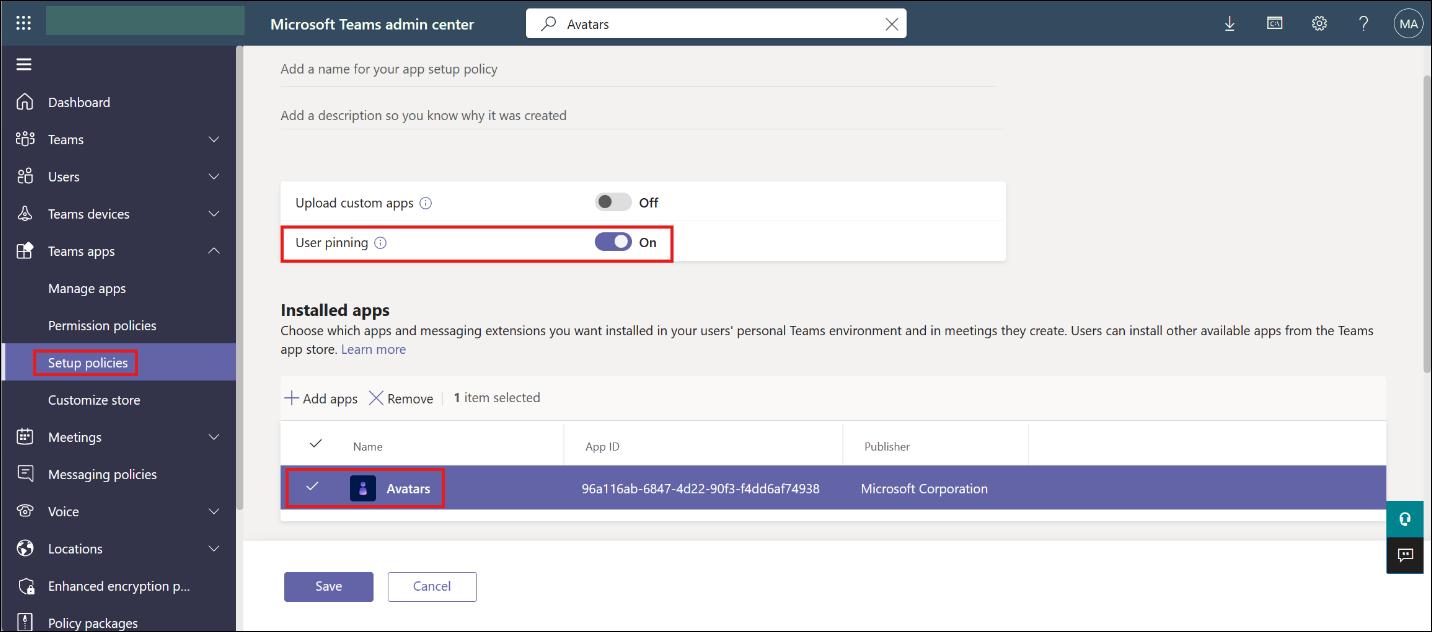 Microsoft Teams admin center
Avatars
MA
Dashboard
Teams
Users
Teams devices
Teams apps
Manage apps
Permission policies
Setup policies
Customize store
Meetings
Messaging policies
Voice
Locations
Enhanced encryption p...
Policy packages
Add a name for your app setup policy
Add a description so you know why it was created
Upload custom apps Off
User pinning On
Installed apps
Choose which apps and messaging extensions you want installed in your users' personal Teams environment and in meetings they create. Users can install other available apps from the Teams
app store. Learn more
Add apps Remove 1 item selected
Name App ID Publisher
Avatars 96a116ab-6847-4d22-90f3-f4dd6af74938 Microsoft Corporation
Save Cancel